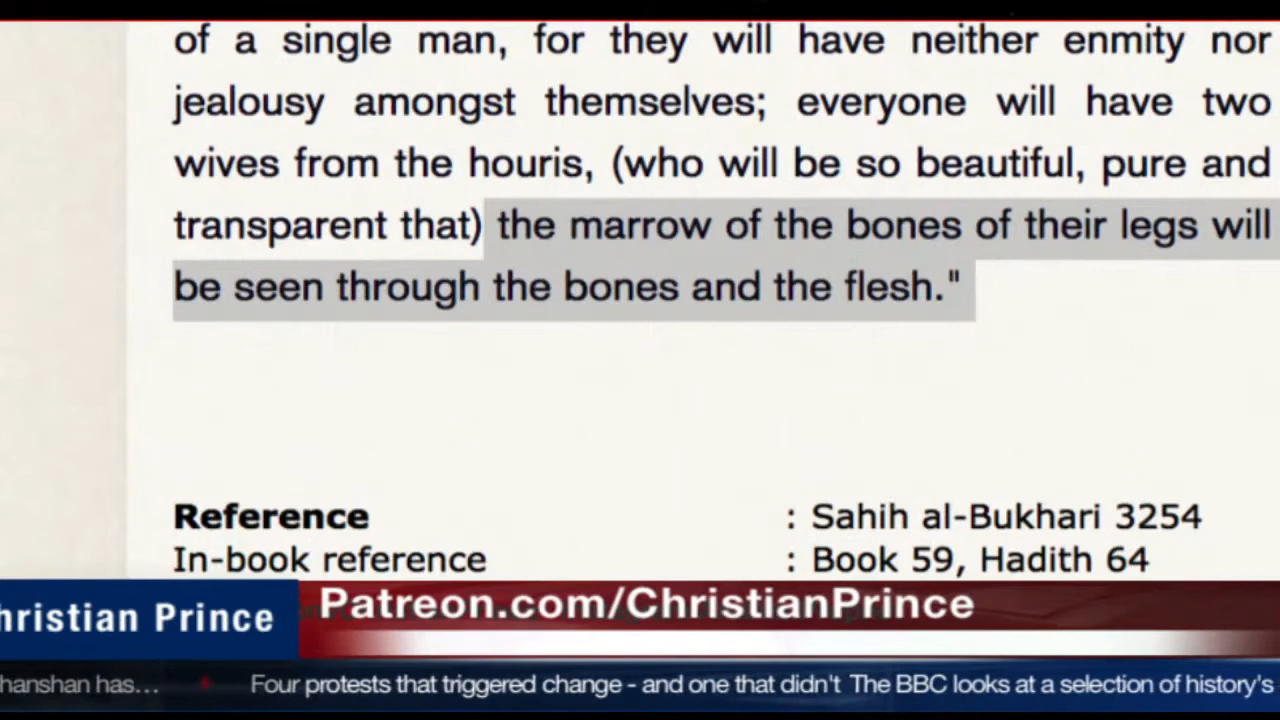 of a single man, for they will have neither enmity nor
jealousy amongst themselves; everyone will have two
wives from the houris, (who will be so beautiful, pure and
transparent that) the marrow of the bones of their legs will
be seen through the bones and the flesh."
Reference : Sahih al-Bukhari 3254
In-book reference : Book 59, Hadith 64
hristian Prince Patreon.com/ChristianPrince
hanshan has... Four protests that triggered change - and one that didn't The BBC looks at a selection of history's